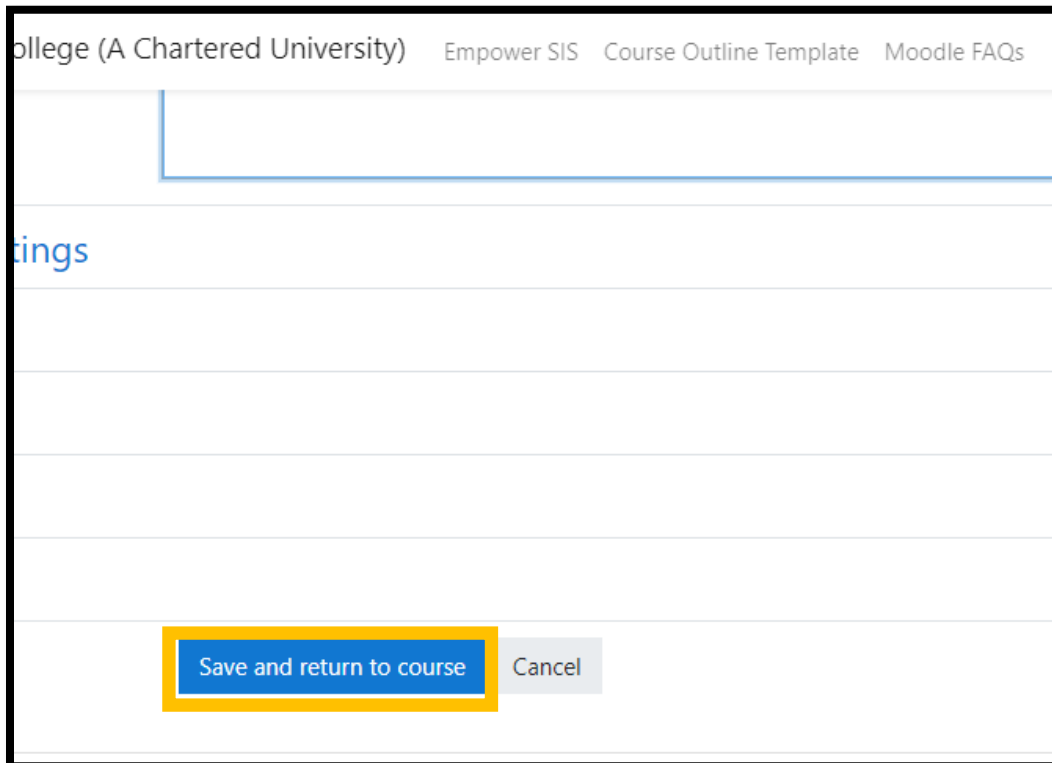 ollege (A Chartered University) Empower SIS Course Outline Template Moodle FAQs
tings
Save and return to course Cancel